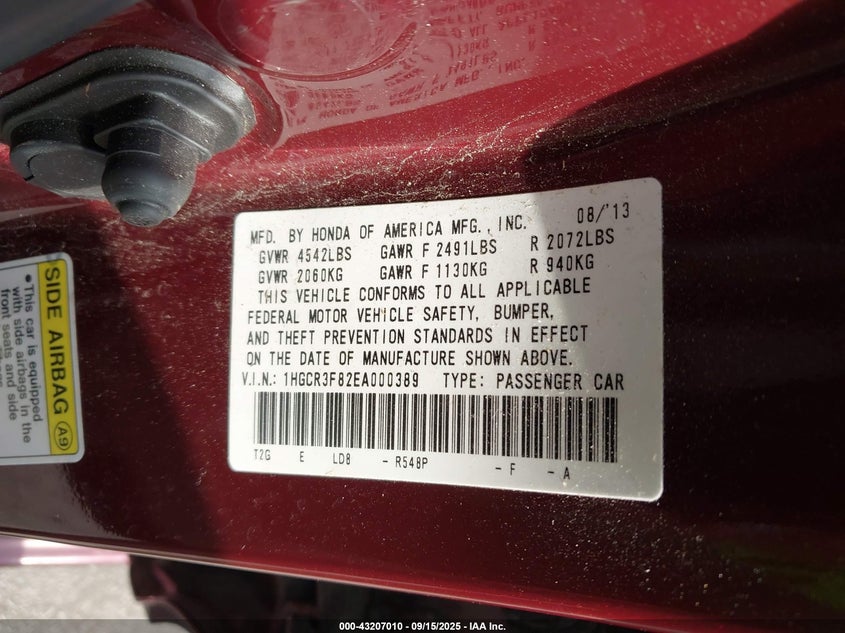 MFD. BY HONDA OF AMERICA MFG., INC. 08/'13
GVWR 4542LBS GAWR F 2491LBS R 2072LBS
GVWR 2060KG GAWR F 1130KG R 940KG
THIS VEHICLE CONFORMS TO ALL APPLICABLE
FEDERAL MOTOR VEHICLE SAFETY, BUMPER,
AND THEFT PREVENTION STANDARDS IN EFFECT
ON THE DATE OF MANUFACTURE SHOWN ABOVE.
V.I.N.: 1HGCR3F82EA000389 TYPE: PASSENGER CAR
T2G E LD8 - R548P - F - A
SIDE AIRBAG A9
• This car is equipped
with side airbags in the
front seats and side
000-43207010 - 09/15/2025 - IAA Inc.